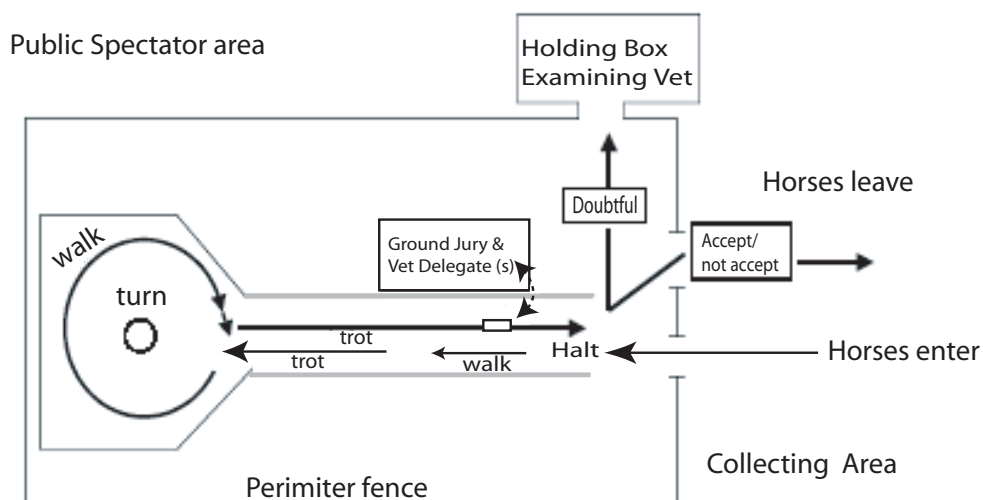 Public Spectator area
Holding Box
Examining Vet
Horses leave
Doubtful
Accept/
not accept
Ground Jury &
Vet Delegate (s)
walk
turn
trot
trot
walk
Halt
Horses enter
Collecting Area
Perimiter fence